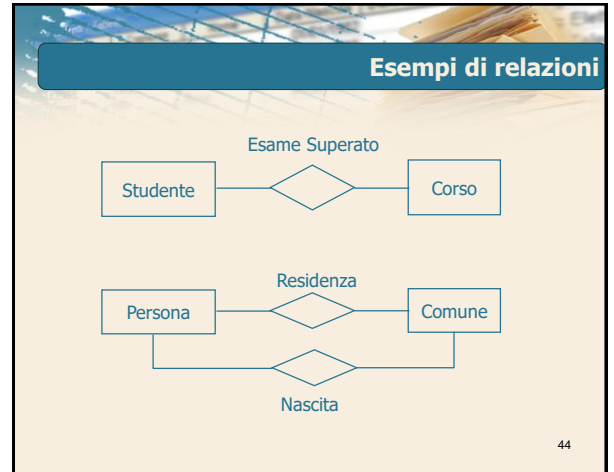 Esempi di relazioni
Esame Superato
Studente
Corso
Residenza
Persona
Comune
Nascita
44